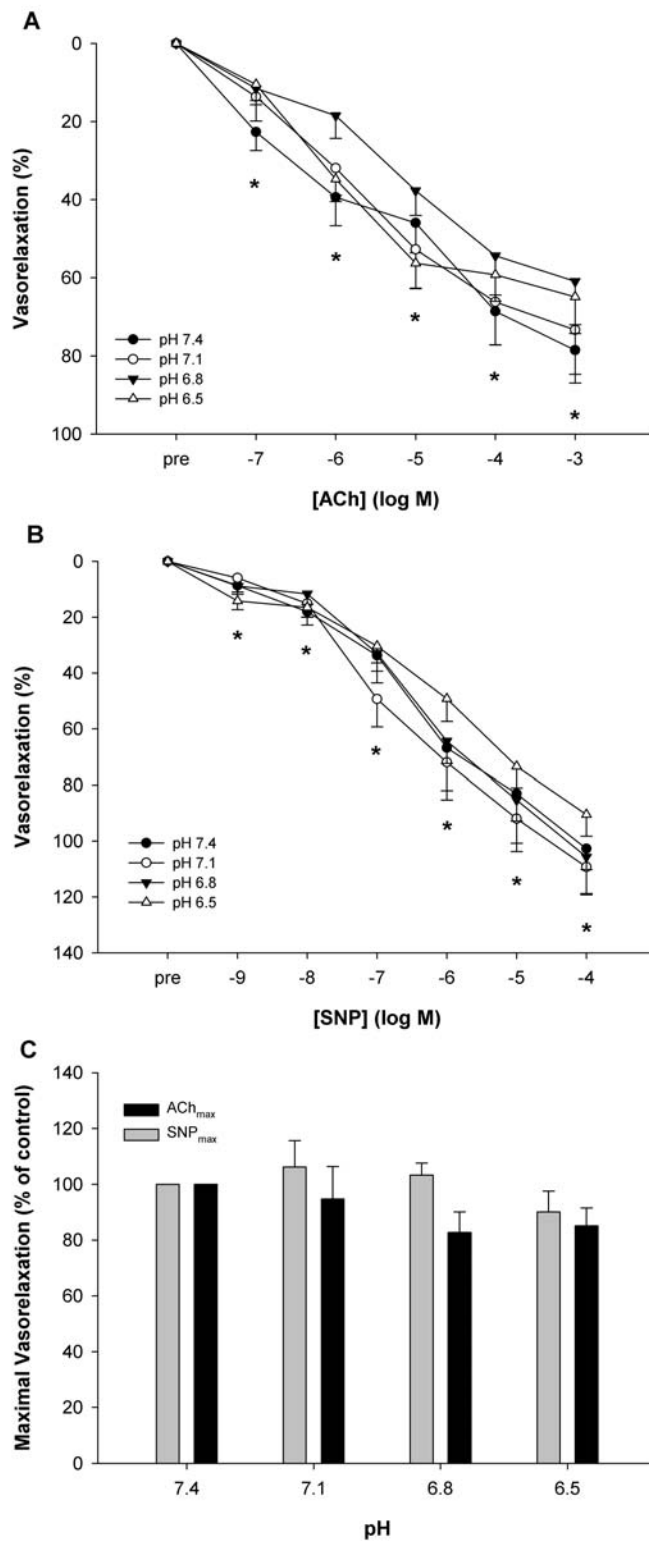 A
0
20
40
60
80
100
Vasorelaxation (%)
*
*
*
*
*
pH 7.4
pH 7.1
pH 6.8
pH 6.5
pre -7 -6 -5 -4 -3
[ACh] (log M)
B
0
20
40
60
80
100
120
140
Vasorelaxation (%)
*
*
*
*
*
*
pH 7.4
pH 7.1
pH 6.8
pH 6.5
pre -9 -8 -7 -6 -5 -4
[SNP] (log M)
C
140
120
100
80
60
40
20
0
Maximal Vasorelaxation (% of control)
AChmax
SNPmax
7.4 7.1 6.8 6.5
pH